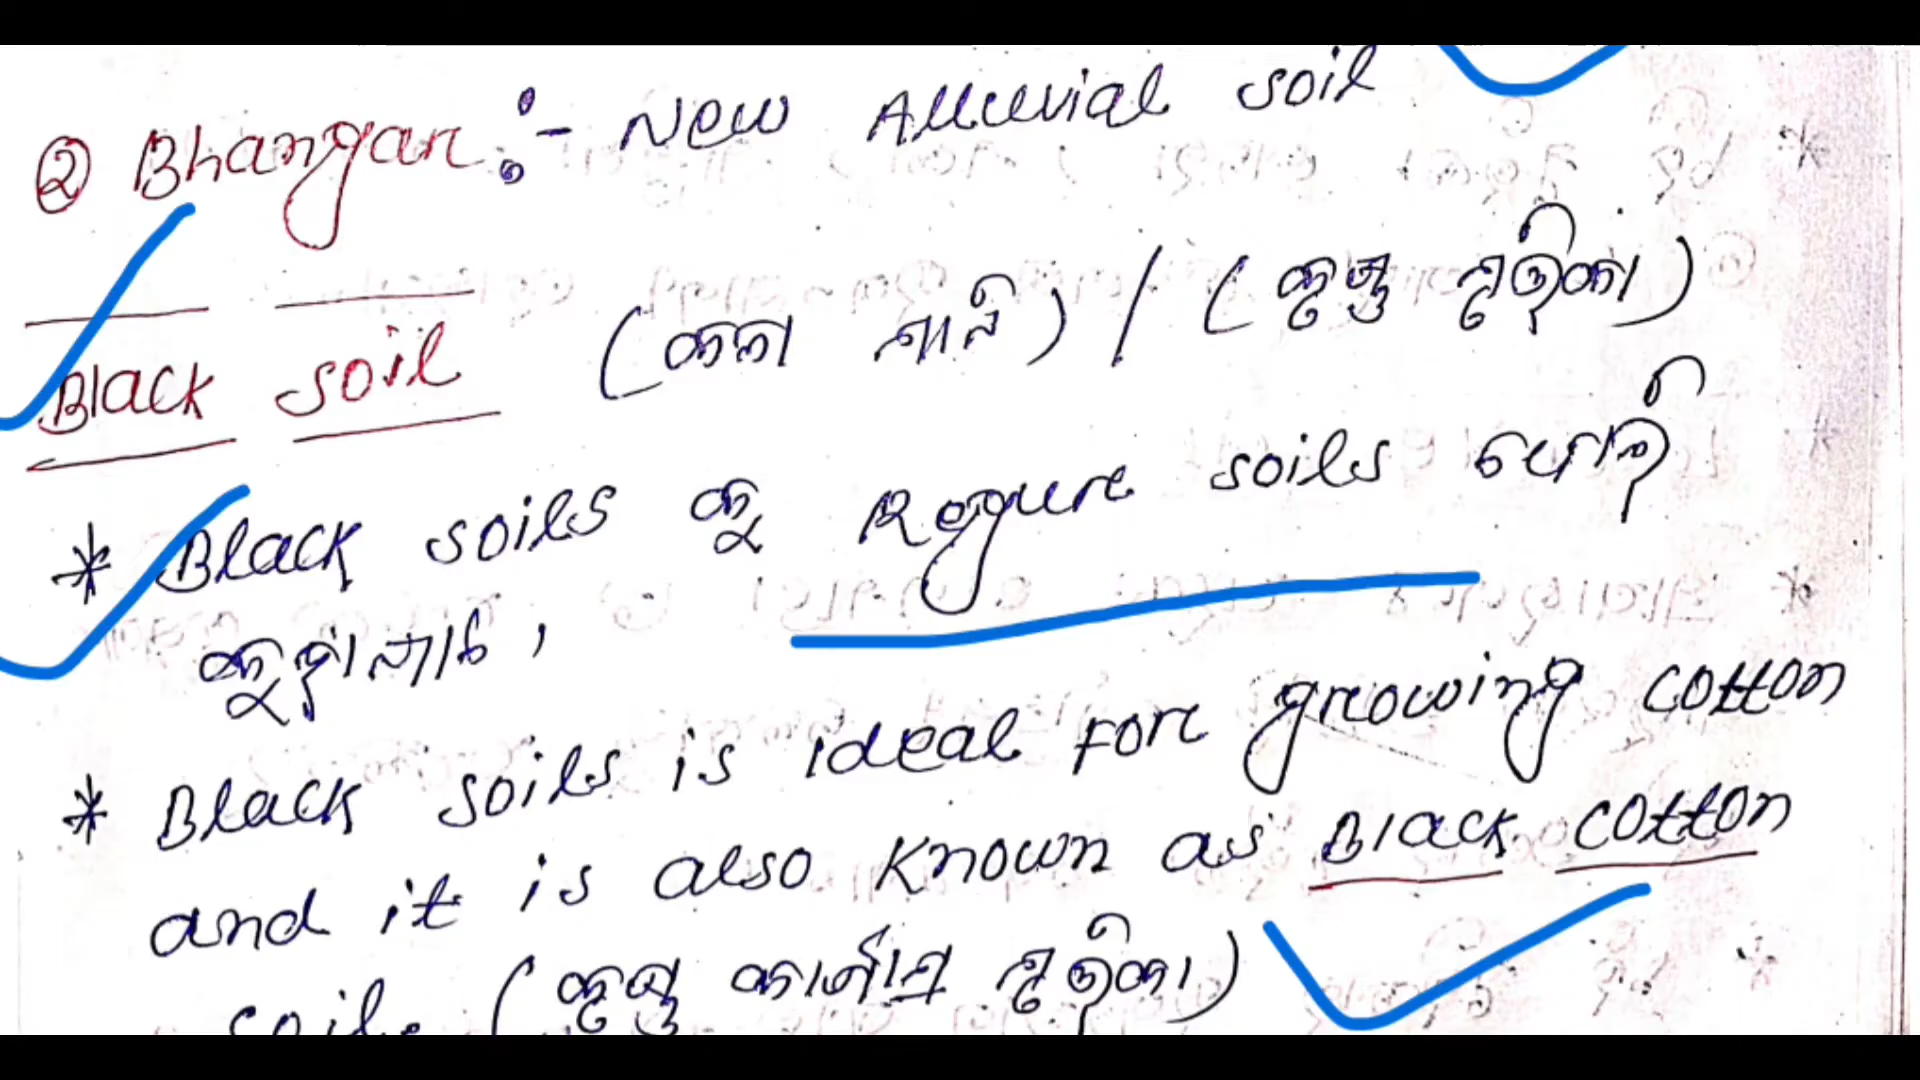 ② Bhangar :- New Alluvial soil
Black soil (କଳା ମାଟି) / (କୃଷ୍ଣ ମୃତ୍ତିକା)
* Black soils କୁ Regure soils ବୋଲି
କୁହାଯାଏ ,
* Black soils is ideal for growing cotton
and it is also known as Black cotton
soil. (କୃଷ୍ଣ କାର୍ପାସ ମୃତ୍ତିକା)